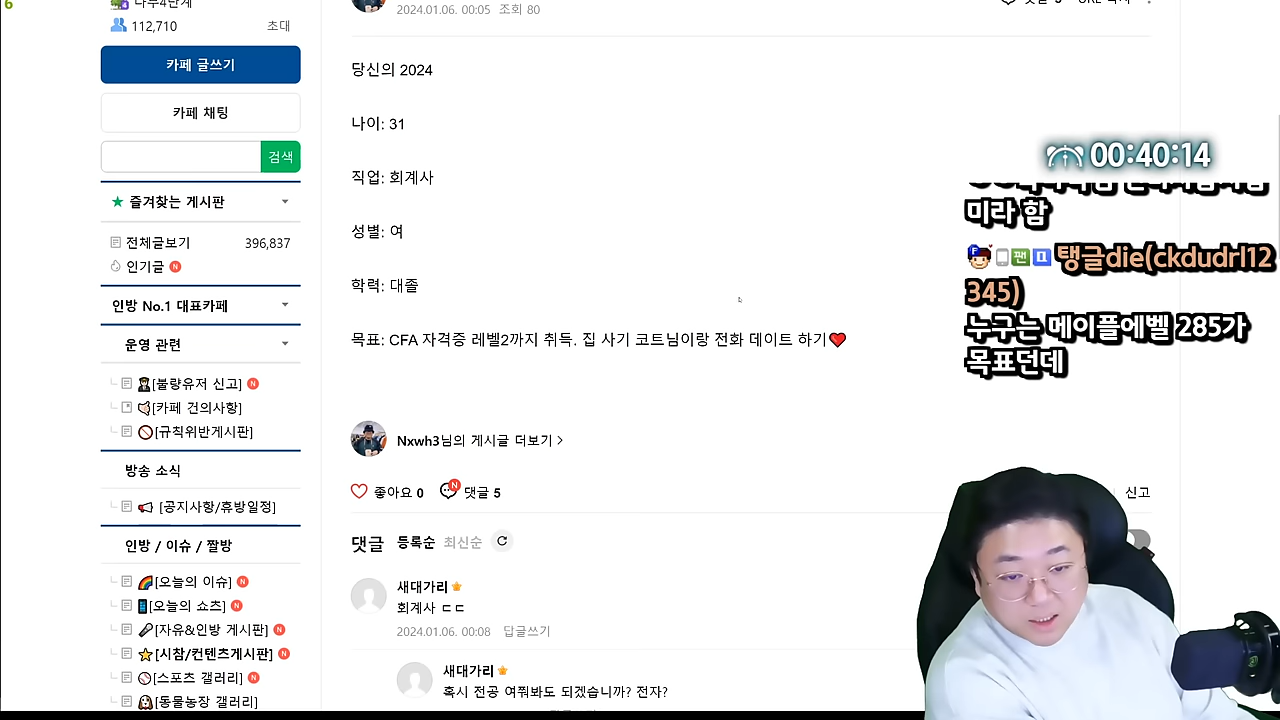 6
112,710 초대
카페 글쓰기
카페 채팅
검색
즐겨찾는 게시판
전체글보기 396,837
인기글 N
인방 No.1 대표카페
운영 관련
[불량유저 신고] N
[카페 건의사항]
[규칙위반게시판]
방송 소식
[공지사항/휴방일정]
인방 / 이슈 / 짤방
[오늘의 이슈] N
[오늘의 쇼츠] N
[자유&인방 게시판] N
[시참/컨텐츠게시판] N
[스포츠 갤러리] N
[동물농장 갤러리]
2024.01.06. 00:05 조회 80
당신의 2024
나이: 31
직업: 회계사
성별: 여
학력: 대졸
목표: CFA 자격증 레벨2까지 취득. 집 사기 코트님이랑 전화 데이트 하기❤️
Nxwh3님의 게시글 더보기 >
좋아요 0 N 댓글 5
신고
댓글 등록순 최신순
새대가리
회계사 ㄷㄷ
2024.01.06. 00:08 답글쓰기
새대가리
혹시 전공 여쭤봐도 되겠습니까? 전자?
00:40:14
미라 함
F 팬 탱글die(ckdudrl12
345)
누구는 메이플에벨 285가
목표던데